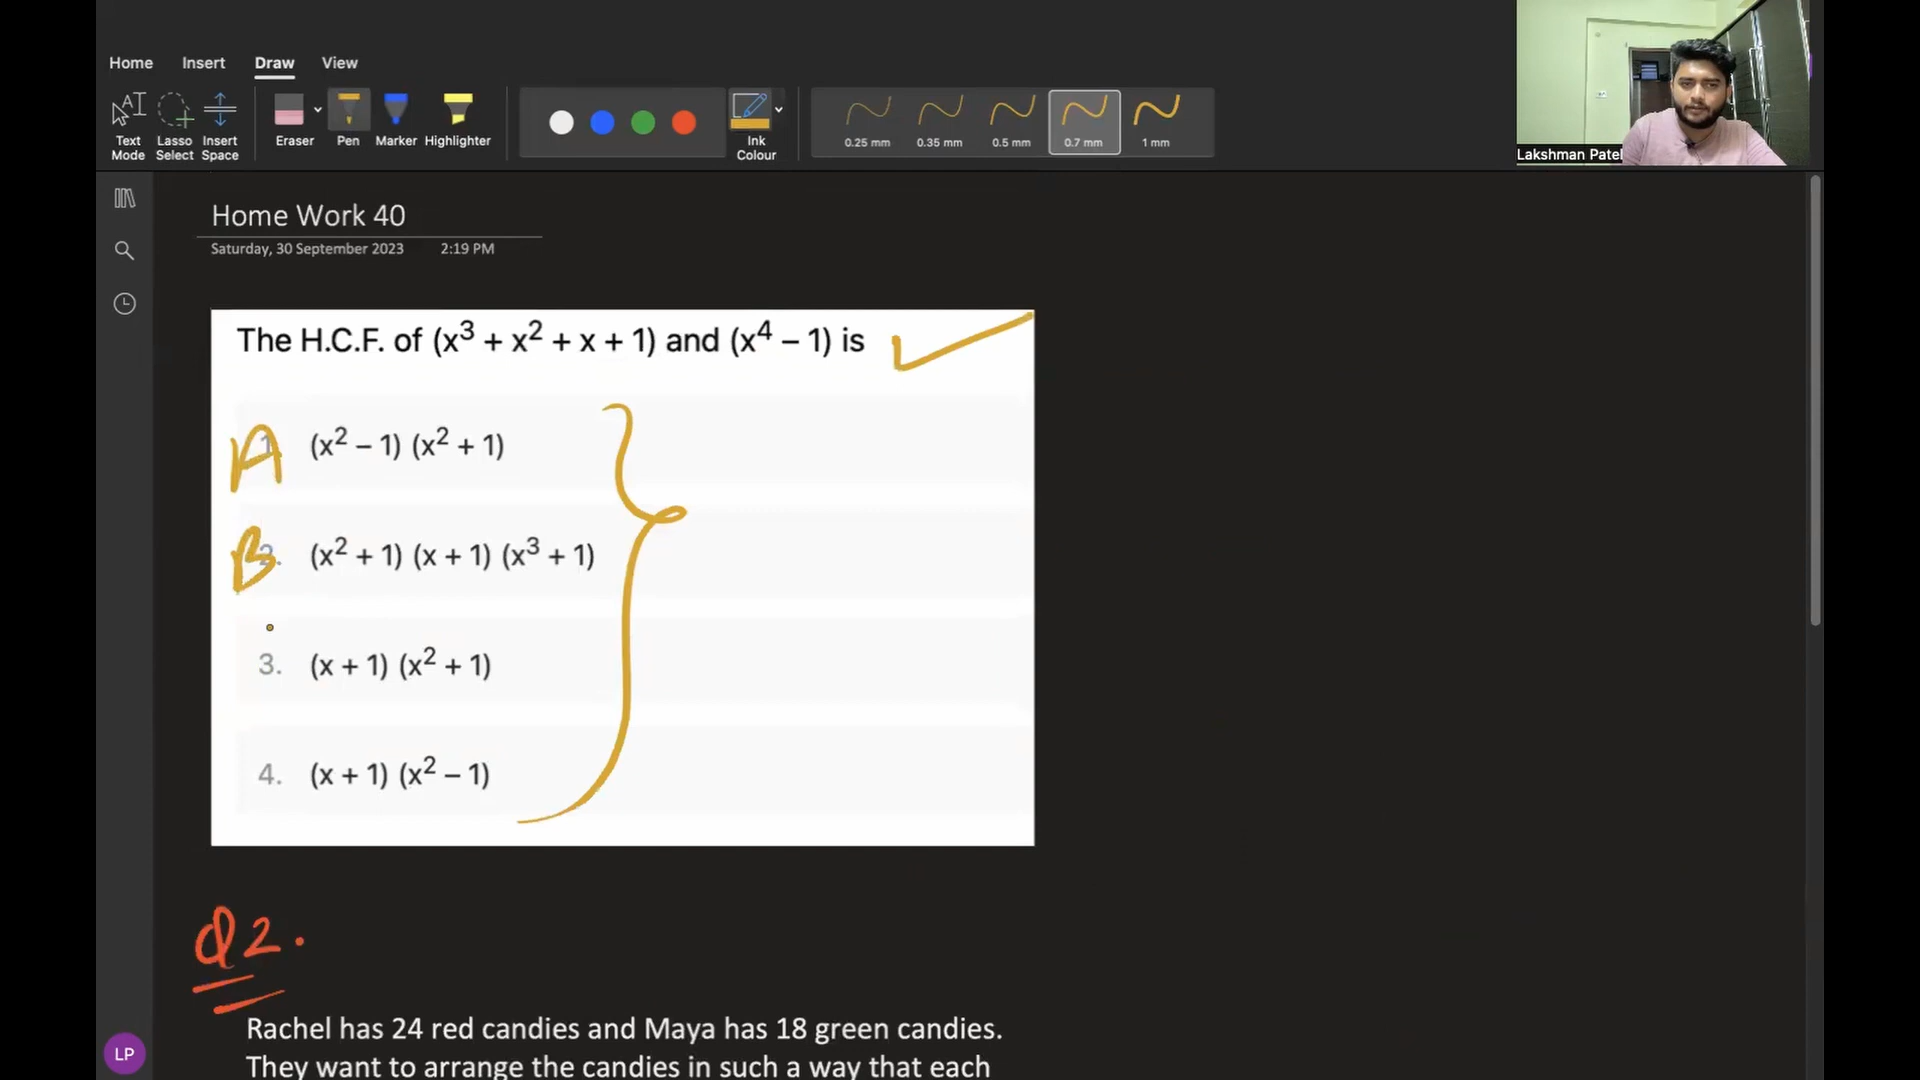 Home Insert Draw View
Text Mode
Lasso Select
Insert Space
Eraser
Pen
Marker
Highlighter
Ink Colour
0.25 mm
0.35 mm
0.5 mm
0.7 mm
1 mm
Lakshman Patel
Home Work 40
Saturday, 30 September 2023 2:19 PM
The H.C.F. of (x³ + x² + x + 1) and (x⁴ – 1) is
A 1. (x² – 1) (x² + 1)
B 2. (x² + 1) (x + 1) (x³ + 1)
3. (x + 1) (x² + 1)
4. (x + 1) (x² – 1)
Q2.
Rachel has 24 red candies and Maya has 18 green candies.
They want to arrange the candies in such a way that each
LP